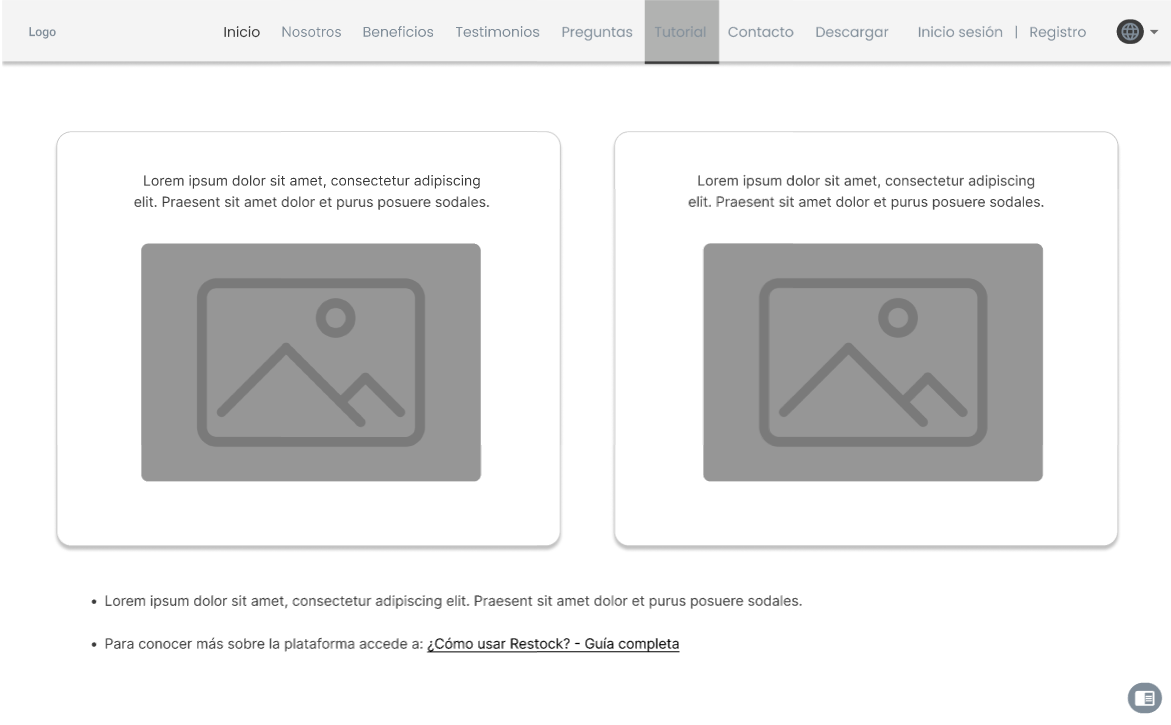 Logo Inicio Nosotros Beneficios Testimonios Preguntas Tutorial Contacto Descargar Inicio sesión | Registro
Lorem ipsum dolor sit amet, consectetur adipiscing
elit. Praesent sit amet dolor et purus posuere sodales.
Lorem ipsum dolor sit amet, consectetur adipiscing
elit. Praesent sit amet dolor et purus posuere sodales.
• Lorem ipsum dolor sit amet, consectetur adipiscing elit. Praesent sit amet dolor et purus posuere sodales.
• Para conocer más sobre la plataforma accede a: ¿Cómo usar Restock? - Guía completa